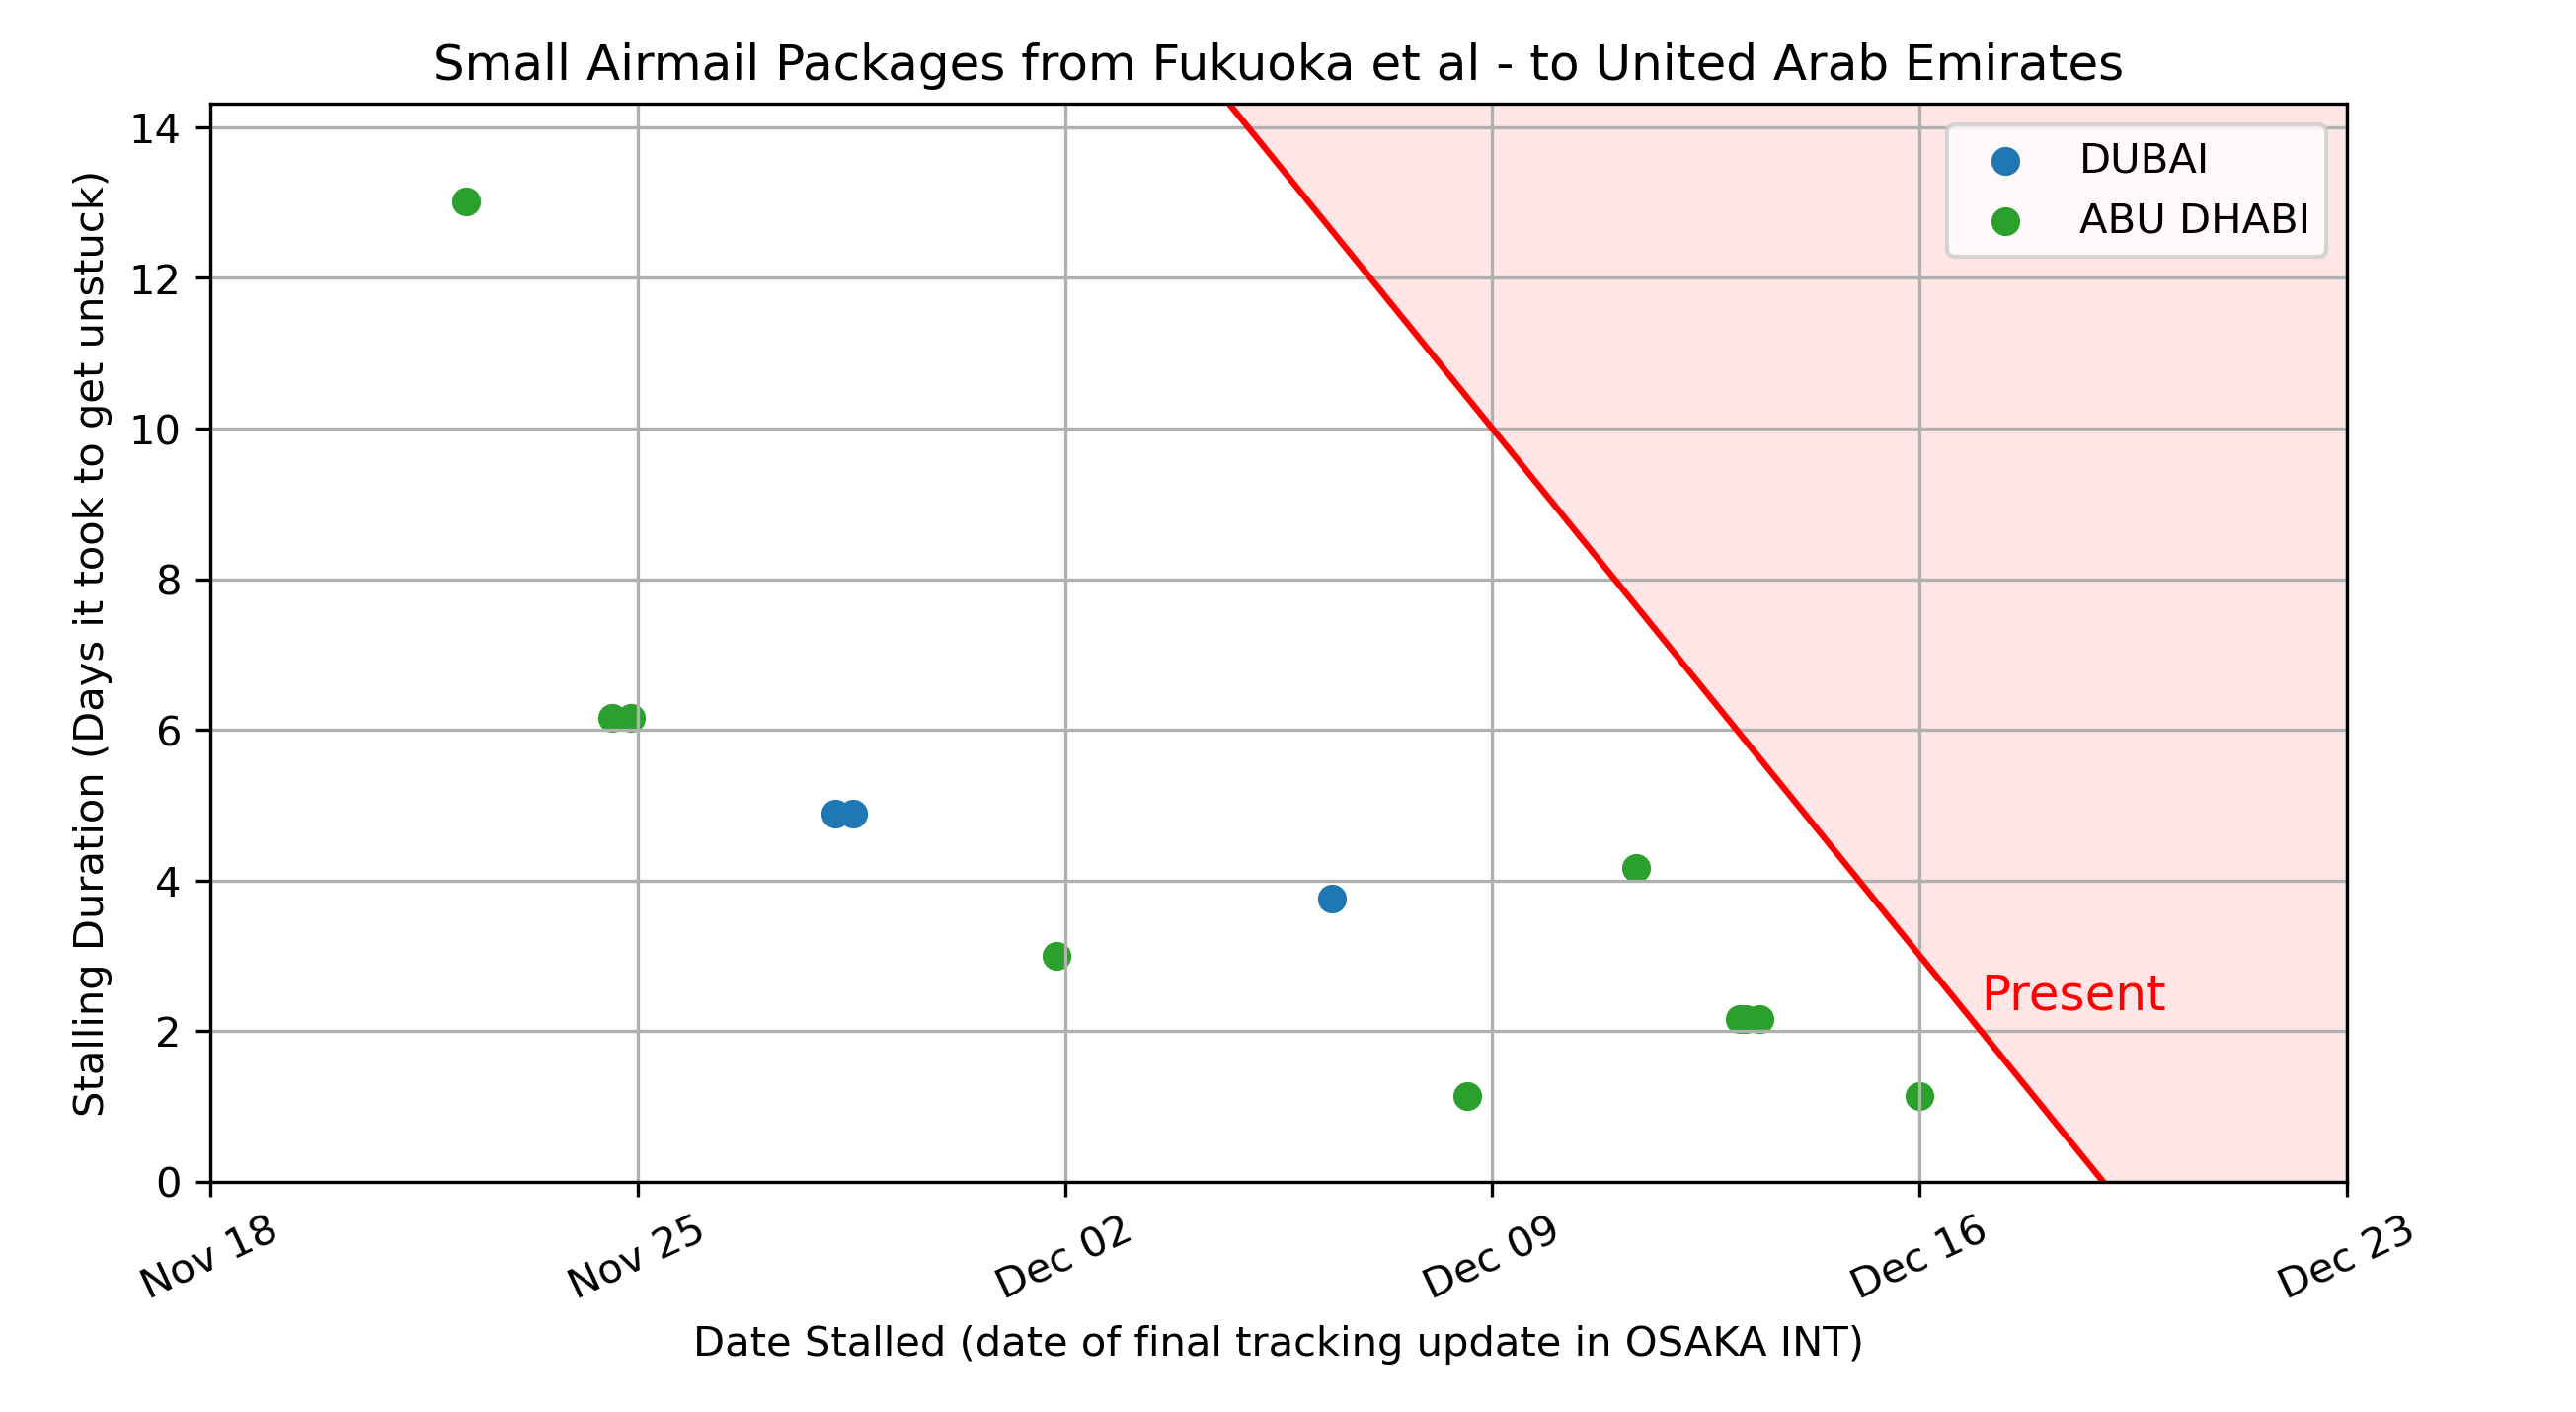 Small Airmail Packages from Fukuoka et al - to United Arab Emirates
Stalling Duration (Days it took to get unstuck)
14
12
10
8
6
4
2
0
DUBAI
ABU DHABI
Present
Nov 18
Nov 25
Dec 02
Dec 09
Dec 16
Dec 23
Date Stalled (date of final tracking update in OSAKA INT)